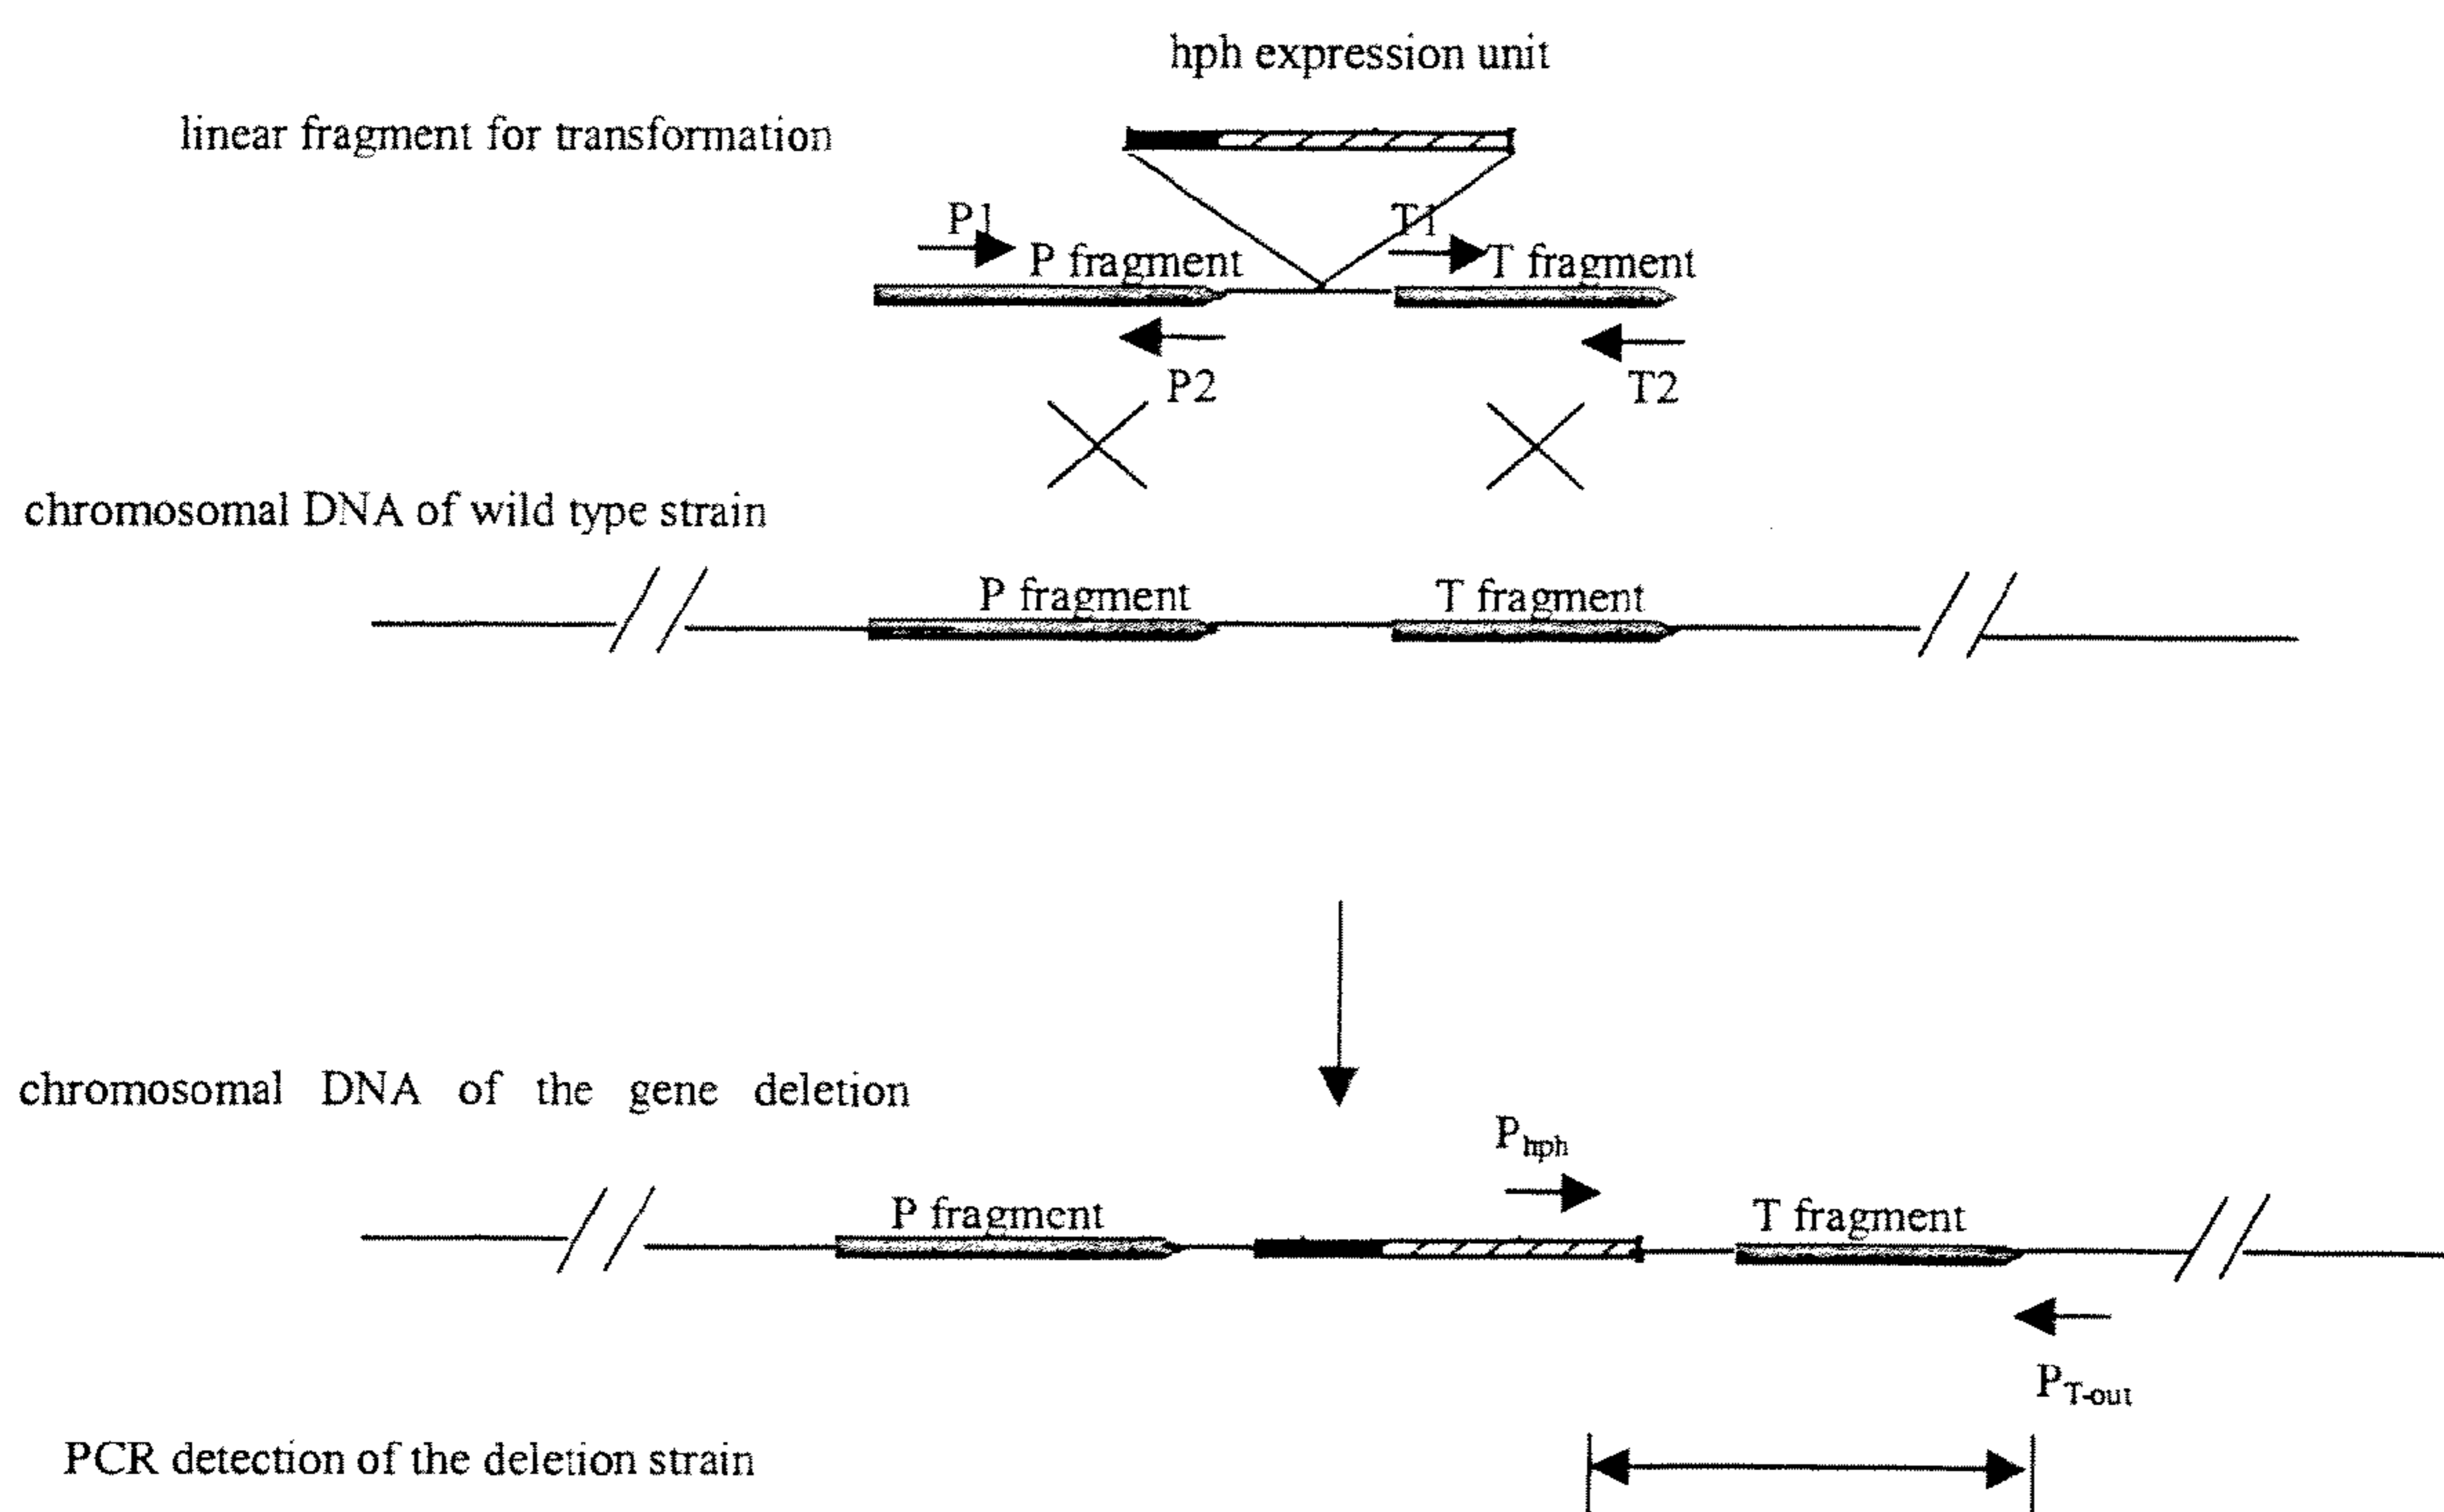 hph expression unit
linear fragment for transformation
P1
T1
P fragment
T fragment
P2
T2
chromosomal DNA of wild type strain
P fragment
T fragment
chromosomal DNA of the gene deletion
Phph
P fragment
T fragment
PT-out
PCR detection of the deletion strain